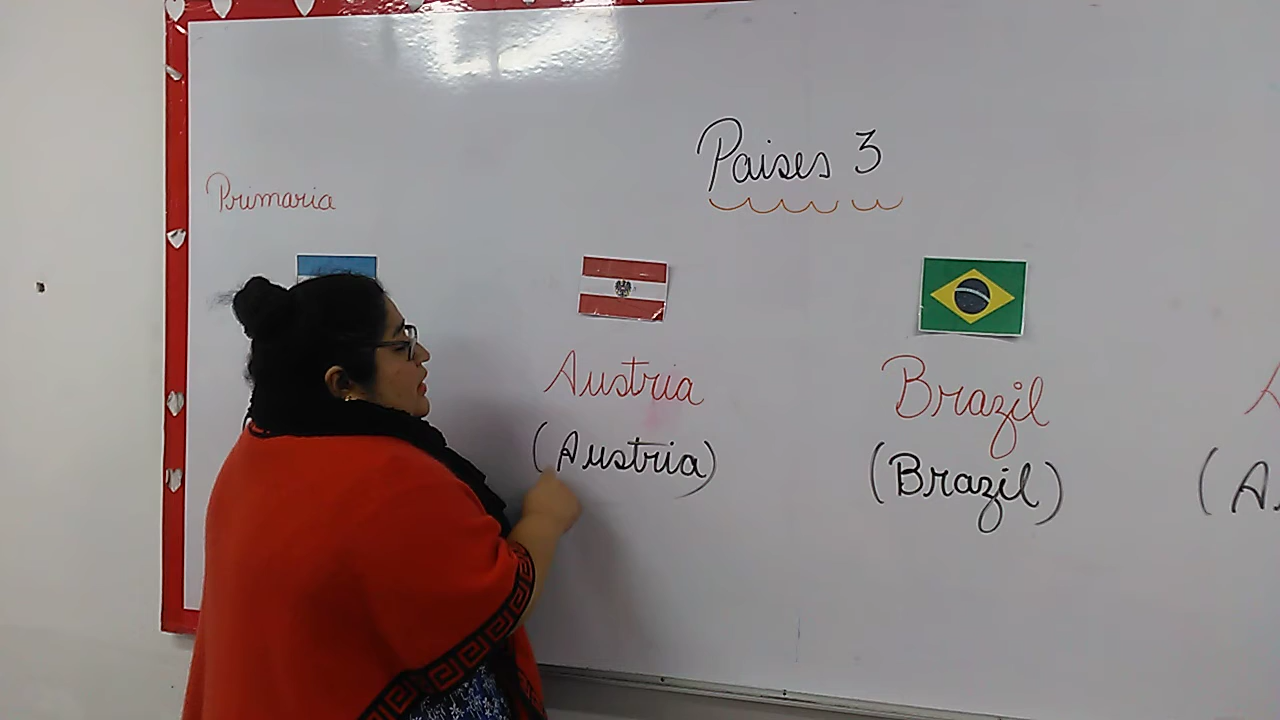 Paises 3
Primaria
Austria
(Austria)
Brazil
(Brazil)